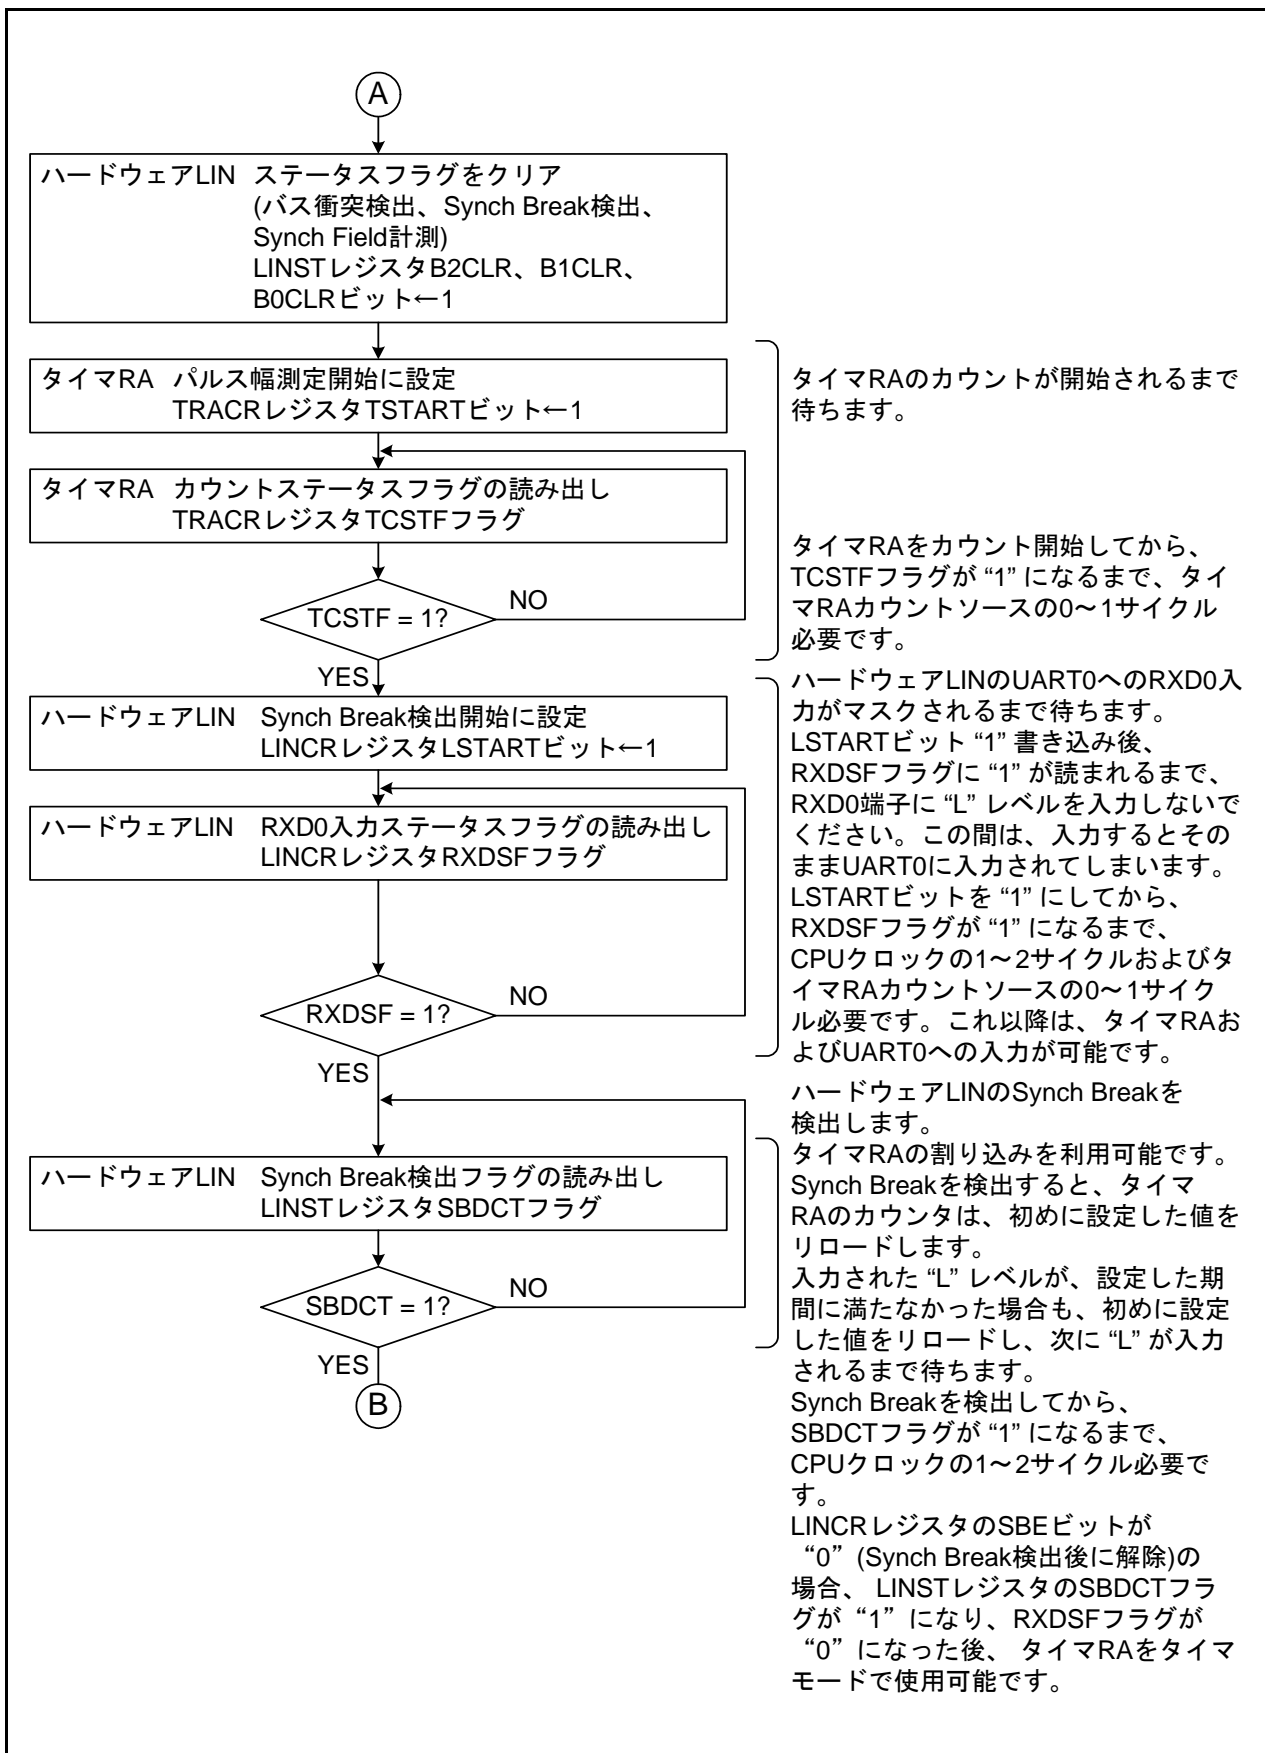 A
ハードウェアLIN ステータスフラグをクリア
(バス衝突検出、Synch Break検出、
Synch Field計測)
LINSTレジスタB2CLR、B1CLR、
B0CLRビット←1
タイマRA パルス幅測定開始に設定
TRACRレジスタTSTARTビット←1
タイマRAのカウントが開始されるまで
待ちます。
タイマRA カウントステータスフラグの読み出し
TRACRレジスタTCSTFフラグ
TCSTF = 1?
NO
YES
タイマRAをカウント開始してから、
TCSTFフラグが “1” になるまで、タイ
マRAカウントソースの0～1サイクル
必要です。
ハードウェアLIN Synch Break検出開始に設定
LINCRレジスタLSTARTビット←1
ハードウェアLIN RXD0入力ステータスフラグの読み出し
LINCRレジスタRXDSFフラグ
RXDSF = 1?
NO
YES
ハードウェアLINのUART0へのRXD0入
力がマスクされるまで待ちます。
LSTARTビット “1” 書き込み後、
RXDSFフラグに “1” が読まれるまで、
RXD0端子に “L” レベルを入力しないで
ください。この間は、入力するとその
ままUART0に入力されてしまいます。
LSTARTビットを “1” にしてから、
RXDSFフラグが “1” になるまで、
CPUクロックの1～2サイクルおよびタ
イマRAカウントソースの0～1サイク
ル必要です。これ以降は、タイマRAお
よびUART0への入力が可能です。
ハードウェアLIN Synch Break検出フラグの読み出し
LINSTレジスタSBDCTフラグ
SBDCT = 1?
NO
YES
B
ハードウェアLINのSynch Breakを
検出します。
タイマRAの割り込みを利用可能です。
Synch Breakを検出すると、タイマ
RAのカウンタは、初めに設定した値を
リロードします。
入力された “L” レベルが、設定した期
間に満たなかった場合も、初めに設定
した値をリロードし、次に “L” が入力
されるまで待ちます。
Synch Breakを検出してから、
SBDCTフラグが “1” になるまで、
CPUクロックの1～2サイクル必要で
す。
LINCRレジスタのSBEビットが
“0”(Synch Break検出後に解除)の
場合、 LINSTレジスタのSBDCTフラ
グが“1”になり、RXDSFフラグが
“0”になった後、 タイマRAをタイマ
モードで使用可能です。